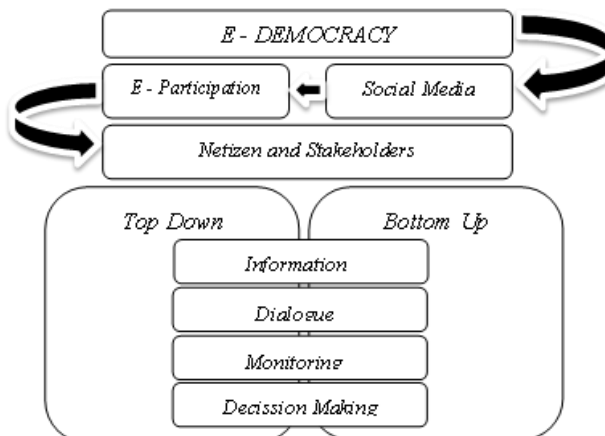 E - DEMOCRACY
E - Participation
Social Media
Netizen and Stakeholders
Top Down
Bottom Up
Information
Dialogue
Monitoring
Decission Making